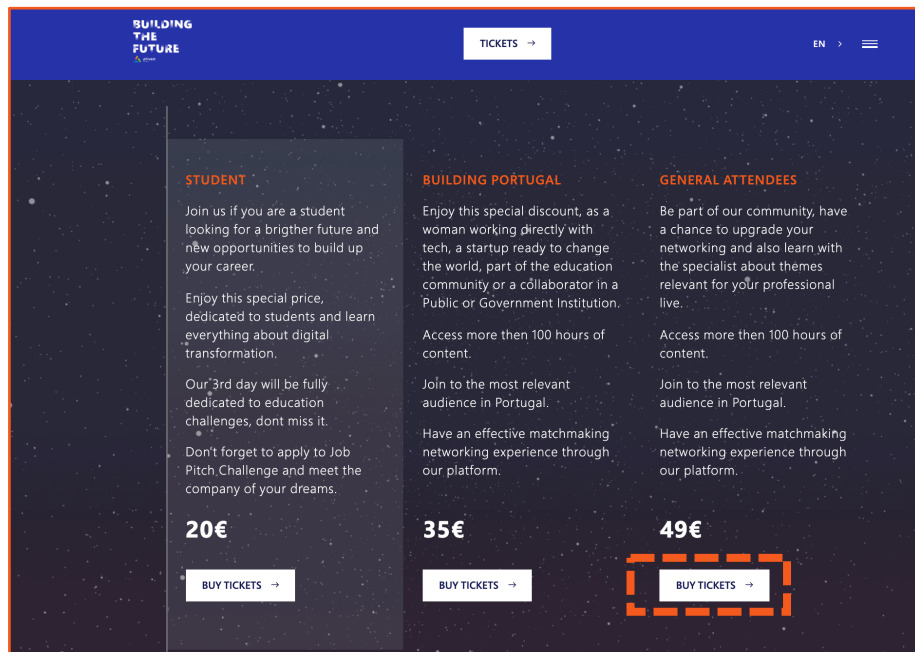 BUILDING
THE
FUTURE
TICKETS →
EN >
STUDENT
Join us if you are a student
looking for a brigther future and
new opportunities to build up
your career.
Enjoy this special price,
dedicated to students and learn
everything about digital
transformation.
Our 3rd day will be fully
dedicated to education
challenges, dont miss it.
Don't forget to apply to Job
Pitch Challenge and meet the
company of your dreams.
20€
BUY TICKETS →
BUILDING PORTUGAL
Enjoy this special discount, as a
woman working directly with
tech, a startup ready to change
the world, part of the education
community or a collaborator in a
Public or Government Institution.
Access more then 100 hours of
content.
Join to the most relevant
audience in Portugal.
Have an effective matchmaking
networking experience through
our platform.
35€
BUY TICKETS →
GENERAL ATTENDEES
Be part of our community, have
a chance to upgrade your
networking and also learn with
the specialist about themes
relevant for your professional
live.
Access more then 100 hours of
content.
Join to the most relevant
audience in Portugal.
Have an effective matchmaking
networking experience through
our platform.
49€
BUY TICKETS →